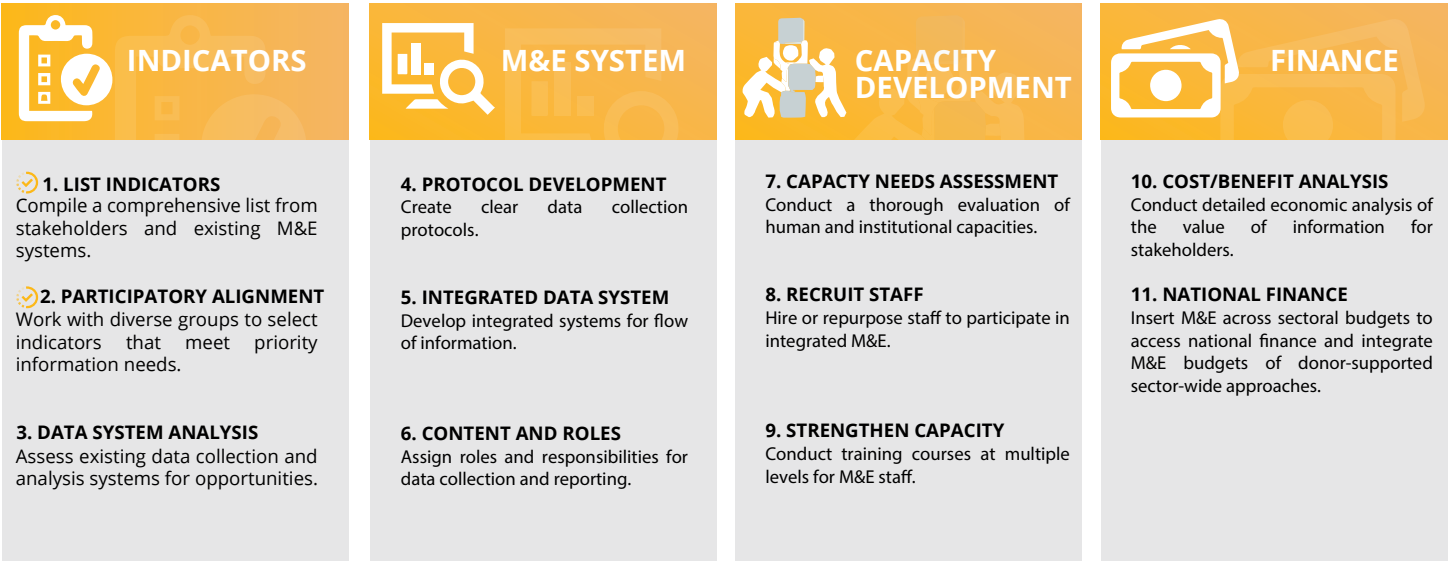 INDICATORS
1. LIST INDICATORS
Compile a comprehensive list from
stakeholders and existing M&E
systems.
2. PARTICIPATORY ALIGNMENT
Work with diverse groups to select
indicators that meet priority
information needs.
3. DATA SYSTEM ANALYSIS
Assess existing data collection and
analysis systems for opportunities.
M&E SYSTEM
4. PROTOCOL DEVELOPMENT
Create clear data collection
protocols.
5. INTEGRATED DATA SYSTEM
Develop integrated systems for flow
of information.
6. CONTENT AND ROLES
Assign roles and responsibilities for
data collection and reporting.
CAPACITY
DEVELOPMENT
7. CAPACTY NEEDS ASSESSMENT
Conduct a thorough evaluation of
human and institutional capacities.
8. RECRUIT STAFF
Hire or repurpose staff to participate in
integrated M&E.
9. STRENGTHEN CAPACITY
Conduct training courses at multiple
levels for M&E staff.
FINANCE
10. COST/BENEFIT ANALYSIS
Conduct detailed economic analysis of
the value of information for
stakeholders.
11. NATIONAL FINANCE
Insert M&E across sectoral budgets to
access national finance and integrate
M&E budgets of donor-supported
sector-wide approaches.